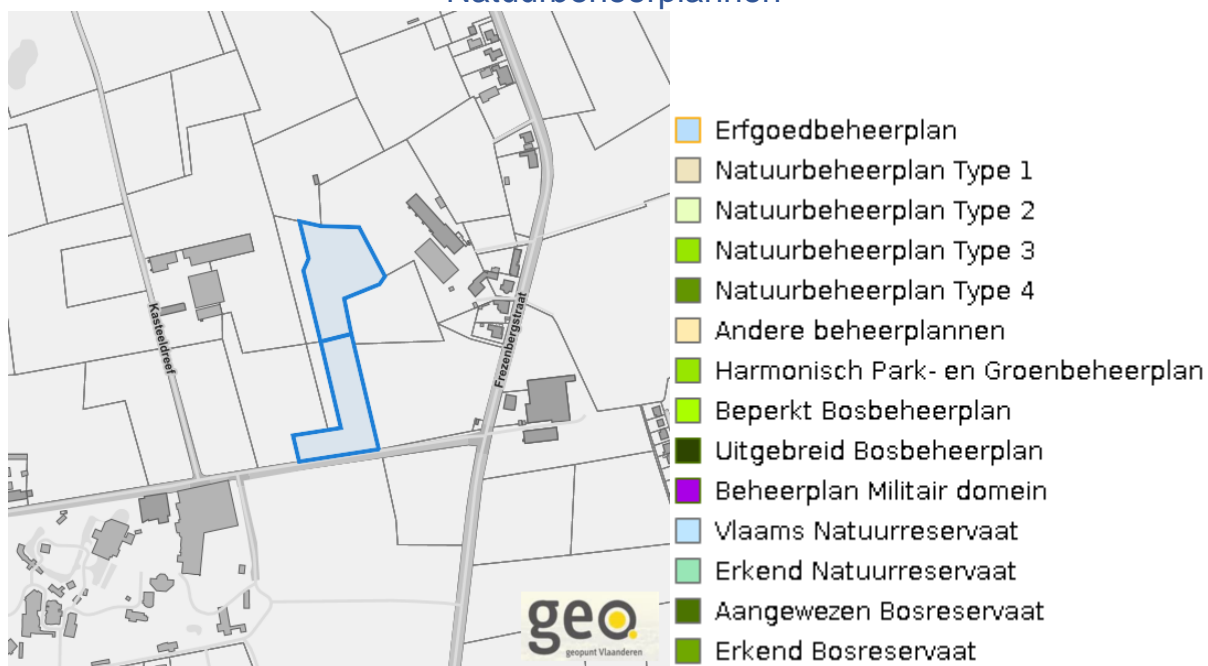 Natuurbeheerplannen
Kasteeldreef
Frezenbergstraat
geo.
geopunt Vlaanderen
Erfgoedbeheerplan
Natuurbeheerplan Type 1
Natuurbeheerplan Type 2
Natuurbeheerplan Type 3
Natuurbeheerplan Type 4
Andere beheerplannen
Harmonisch Park- en Groenbeheerplan
Beperkt Bosbeheerplan
Uitgebreid Bosbeheerplan
Beheerplan Militair domein
Vlaams Natuurreservaat
Erkend Natuurreservaat
Aangewezen Bosreservaat
Erkend Bosreservaat